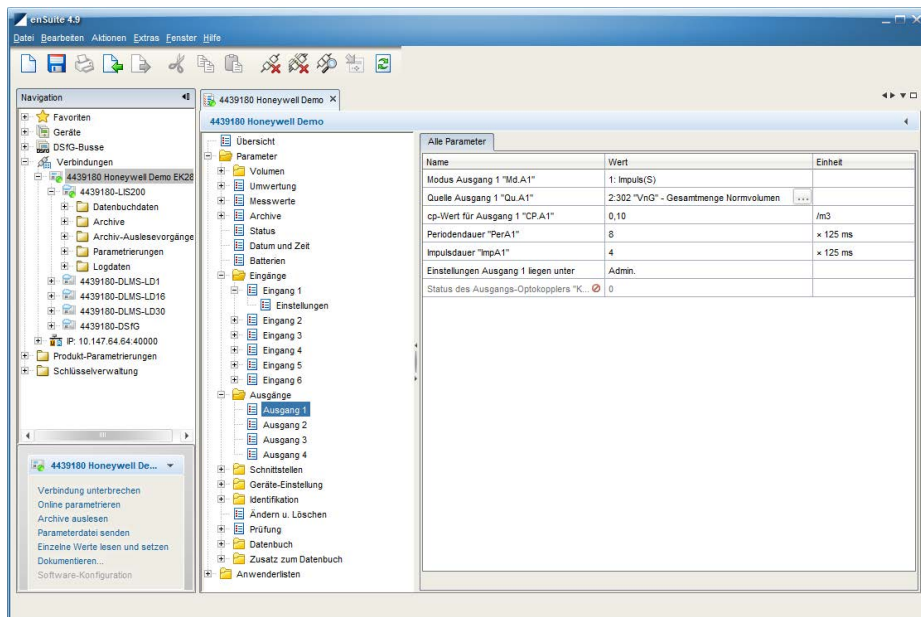 enSuite 4.9
Datei Bearbeiten Aktionen Extras Fenster Hilfe
Navigation
Favoriten
Geräte
DSfG-Busse
Verbindungen
4439180 Honeywell Demo EK28
4439180-LIS200
Datenbuchdaten
Archive
Archiv-Auslesevorgänge
Parametrierungen
Logdaten
4439180-DLMS-LD1
4439180-DLMS-LD16
4439180-DLMS-LD30
4439180-DSfG
IP: 10.147.64.64:40000
Produkt-Parametrierungen
Schlüsselverwaltung
4439180 Honeywell De...
Verbindung unterbrechen
Online parametrieren
Archive auslesen
Parameterdatei senden
Einzelne Werte lesen und setzen
Dokumentieren...
Software-Konfiguration
4439180 Honeywell Demo
4439180 Honeywell Demo
Übersicht
Parameter
Volumen
Umwertung
Messwerte
Archive
Status
Datum und Zeit
Batterien
Eingänge
Eingang 1
Einstellungen
Eingang 2
Eingang 3
Eingang 4
Eingang 5
Eingang 6
Ausgänge
Ausgang 1
Ausgang 2
Ausgang 3
Ausgang 4
Schnittstellen
Geräte-Einstellung
Identifikation
Ändern u. Löschen
Prüfung
Datenbuch
Zusatz zum Datenbuch
Anwenderlisten
Alle Parameter
Name Wert Einheit
Modus Ausgang 1 "Md.A1" 1: Impuls(S)
Quelle Ausgang 1 "Qu.A1" 2:302 "VnG" - Gesamtmenge Normvolumen ...
cp-Wert für Ausgang 1 "CP.A1" 0,10 /m3
Periodendauer "PerA1" 8 × 125 ms
Impulsdauer "ImpA1" 4 × 125 ms
Einstellungen Ausgang 1 liegen unter Admin.
Status des Ausgangs-Optokopplers "K... 0